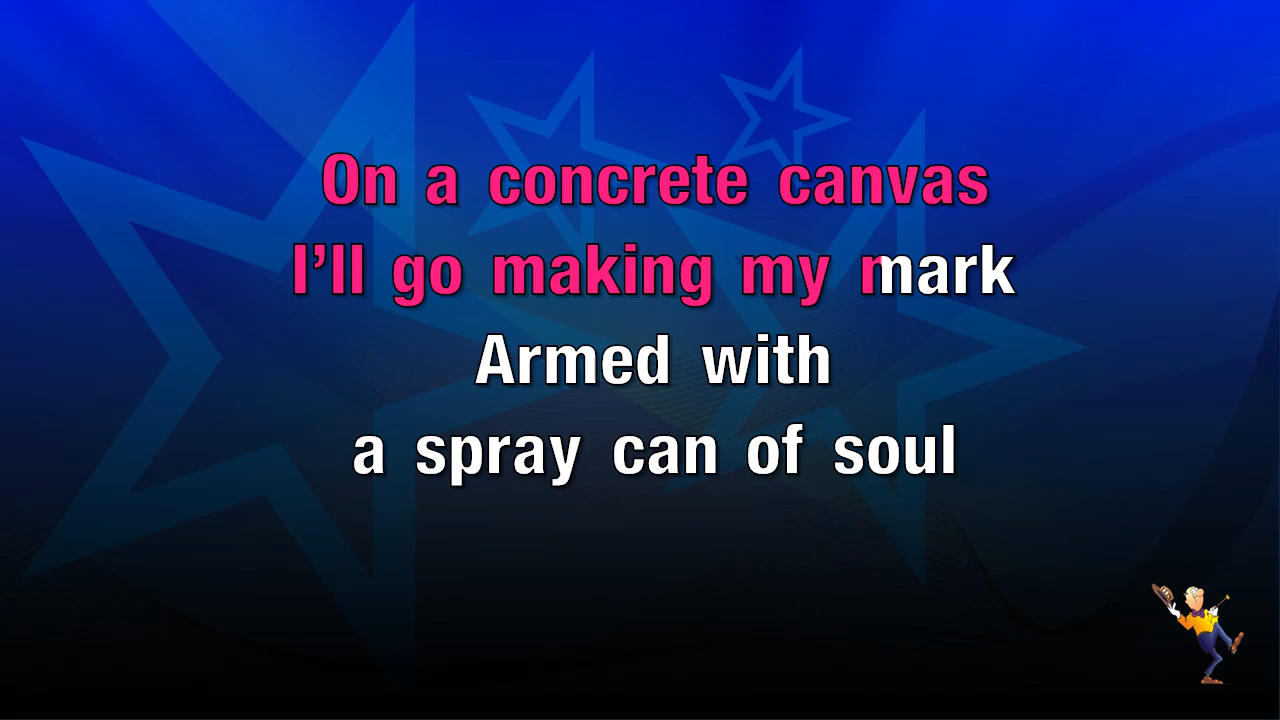 On a concrete canvas
I’ll go making my mark
Armed with
a spray can of soul